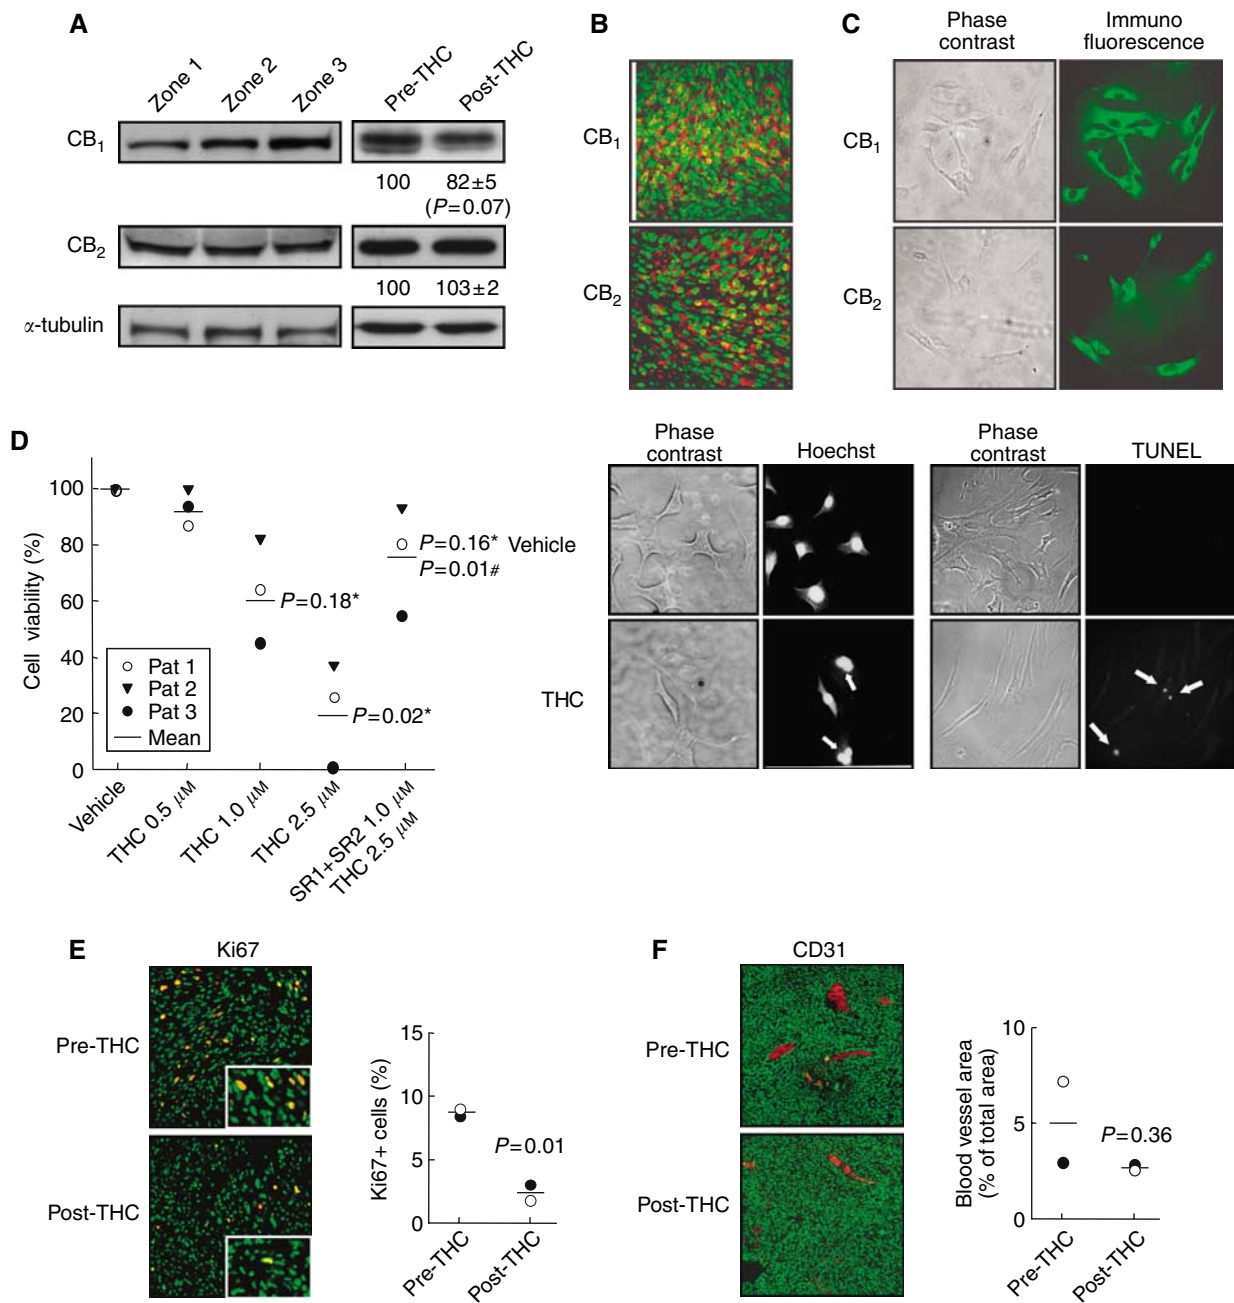 A
Zone 1
Zone 2
Zone 3
Pre-THC
Post-THC
CB1
100
82±5
(P=0.07)
CB2
100
103±2
α-tubulin
B
CB1
CB2
C
Phase
contrast
Immuno
fluorescence
CB1
CB2
D
Cell viability (%)
100
80
60
40
20
0
Pat 1
Pat 2
Pat 3
Mean
P=0.18*
P=0.02*
P=0.16*
P=0.01#
Vehicle
THC 0.5 μM
THC 1.0 μM
THC 2.5 μM
SR1+SR2 1.0 μM
THC 2.5 μM
Phase
contrast
Hoechst
Phase
contrast
TUNEL
Vehicle
THC
E
Ki67
Pre-THC
Post-THC
Ki67+ cells (%)
15
10
5
0
P=0.01
Pre-THC
Post-THC
F
CD31
Pre-THC
Post-THC
Blood vessel area
(% of total area)
10
5
0
P=0.36
Pre-THC
Post-THC